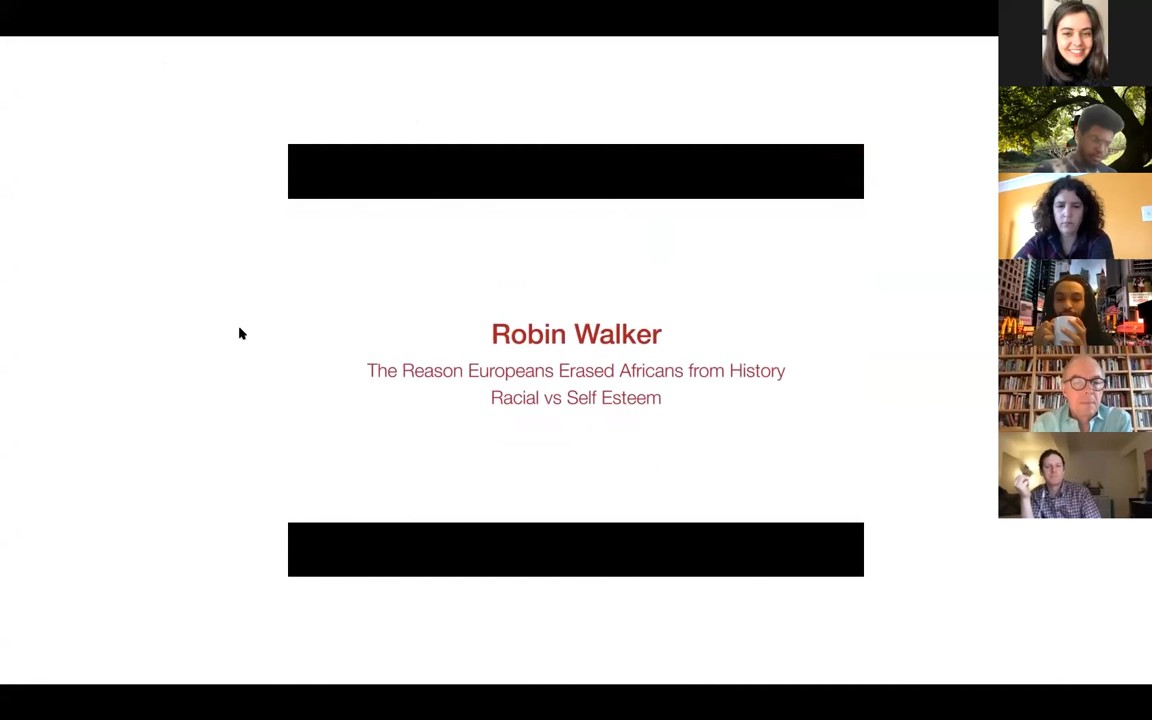 Robin Walker
The Reason Europeans Erased Africans from History
Racial vs Self Esteem